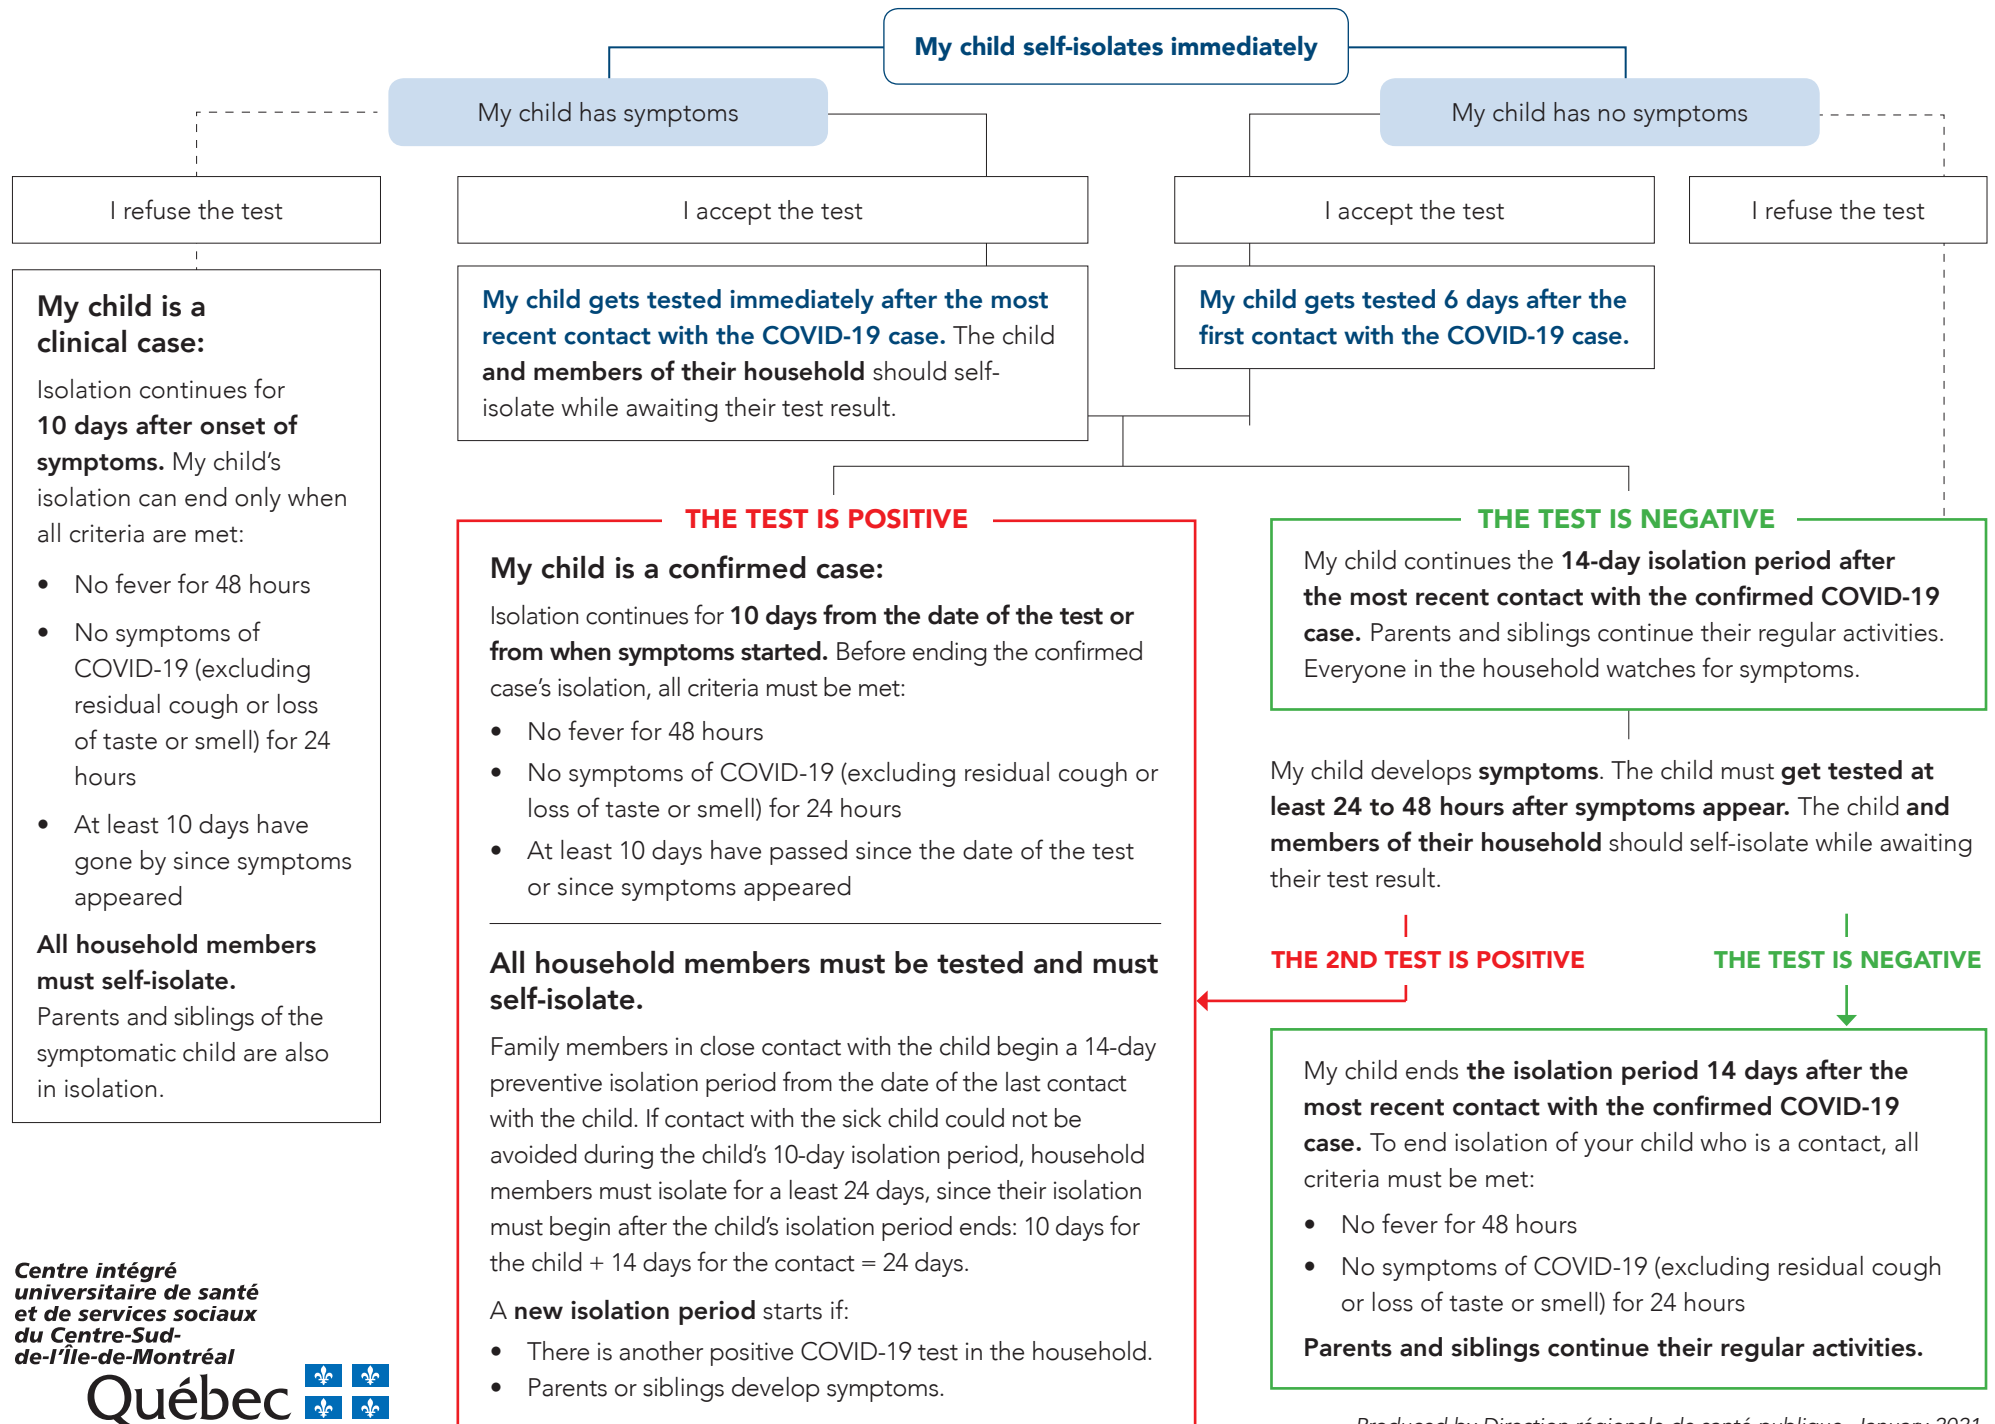 My child self-isolates immediately
My child has symptoms
My child has no symptoms
I refuse the test
I accept the test
I accept the test
I refuse the test
My child is a
clinical case:
Isolation continues for
10 days after onset of
symptoms. My child's
isolation can end only when
all criteria are met:
• No fever for 48 hours
• No symptoms of
COVID-19 (excluding
residual cough or loss
of taste or smell) for 24
hours
• At least 10 days have
gone by since symptoms
appeared
All household members
must self-isolate.
Parents and siblings of the
symptomatic child are also
in isolation.
My child gets tested immediately after the most
recent contact with the COVID-19 case. The child
and members of their household should self-
isolate while awaiting their test result.
My child gets tested 6 days after the
first contact with the COVID-19 case.
THE TEST IS POSITIVE
My child is a confirmed case:
Isolation continues for 10 days from the date of the test or
from when symptoms started. Before ending the confirmed
case's isolation, all criteria must be met:
• No fever for 48 hours
• No symptoms of COVID-19 (excluding residual cough or
loss of taste or smell) for 24 hours
• At least 10 days have passed since the date of the test
or since symptoms appeared
All household members must be tested and must
self-isolate.
Family members in close contact with the child begin a 14-day
preventive isolation period from the date of the last contact
with the child. If contact with the sick child could not be
avoided during the child's 10-day isolation period, household
members must isolate for a least 24 days, since their isolation
must begin after the child's isolation period ends: 10 days for
the child + 14 days for the contact = 24 days.
A new isolation period starts if:
• There is another positive COVID-19 test in the household.
• Parents or siblings develop symptoms.
THE TEST IS NEGATIVE
My child continues the 14-day isolation period after
the most recent contact with the confirmed COVID-19
case. Parents and siblings continue their regular activities.
Everyone in the household watches for symptoms.
My child develops symptoms. The child must get tested at
least 24 to 48 hours after symptoms appear. The child and
members of their household should self-isolate while awaiting
their test result.
THE 2ND TEST IS POSITIVE
THE TEST IS NEGATIVE
My child ends the isolation period 14 days after the
most recent contact with the confirmed COVID-19
case. To end isolation of your child who is a contact, all
criteria must be met:
• No fever for 48 hours
• No symptoms of COVID-19 (excluding residual cough
or loss of taste or smell) for 24 hours
Parents and siblings continue their regular activities.
Centre intégré
universitaire de santé
et de services sociaux
du Centre-Sud-
de-l'Île-de-Montréal
Québec
Produced by Direction régionale de santé publique, January 2021